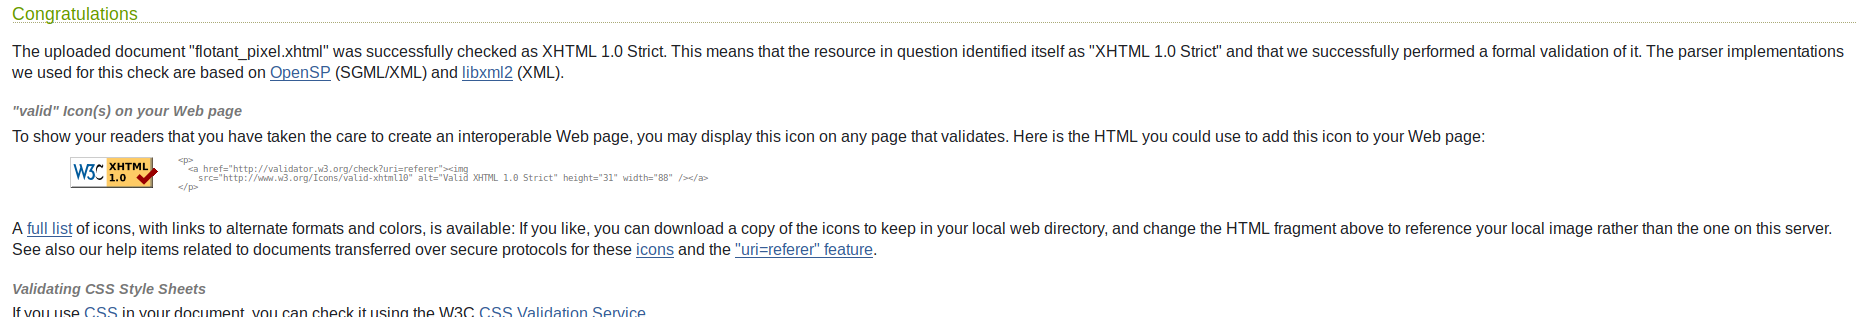 Congratulations
The uploaded document "flotant_pixel.xhtml" was successfully checked as XHTML 1.0 Strict. This means that the resource in question identified itself as "XHTML 1.0 Strict" and that we successfully performed a formal validation of it. The parser implementations
we used for this check are based on OpenSP (SGML/XML) and libxml2 (XML).
"valid" Icon(s) on your Web page
To show your readers that you have taken the care to create an interoperable Web page, you may display this icon on any page that validates. Here is the HTML you could use to add this icon to your Web page:
W3C XHTML 1.0
<p>
<a href="http://validator.w3.org/check?uri=referer"><img
src="http://www.w3.org/Icons/valid-xhtml10" alt="Valid XHTML 1.0 Strict" height="31" width="88" /></a>
</p>
A full list of icons, with links to alternate formats and colors, is available: If you like, you can download a copy of the icons to keep in your local web directory, and change the HTML fragment above to reference your local image rather than the one on this server.
See also our help items related to documents transferred over secure protocols for these icons and the "uri=referer" feature.
Validating CSS Style Sheets
If you use CSS in your document, you can check it using the W3C CSS Validation Service.